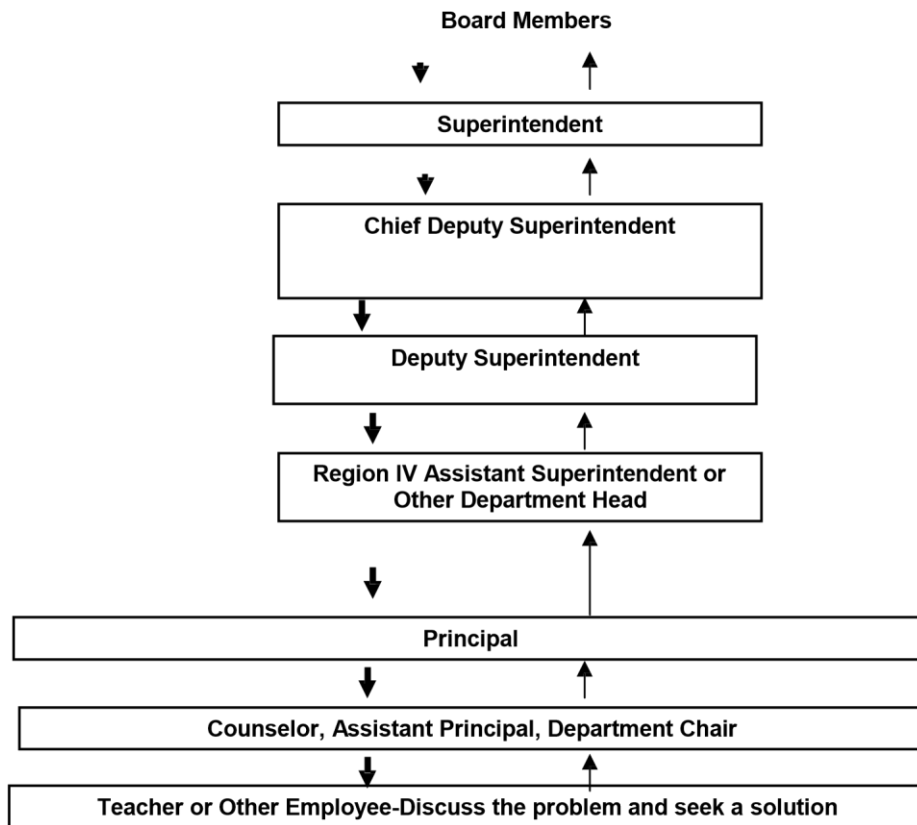 Board Members
Superintendent
Chief Deputy Superintendent
Deputy Superintendent
Region IV Assistant Superintendent or
Other Department Head
Principal
Counselor, Assistant Principal, Department Chair
Teacher or Other Employee-Discuss the problem and seek a solution